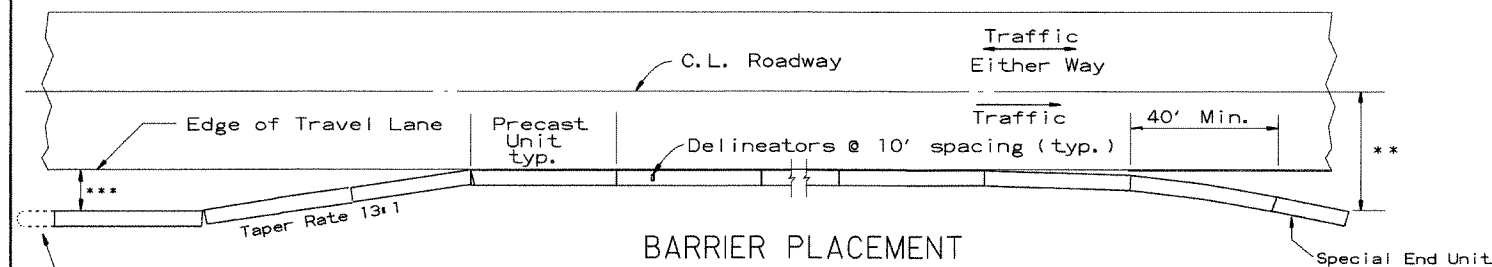 Traffic
Either Way
C.L. Roadway
Traffic
40' Min.
Edge of Travel Lane
Precast
Unit
typ.
Delineators @ 10' spacing (typ.)
**
***
Taper Rate 13:1
BARRIER PLACEMENT
Special End Unit